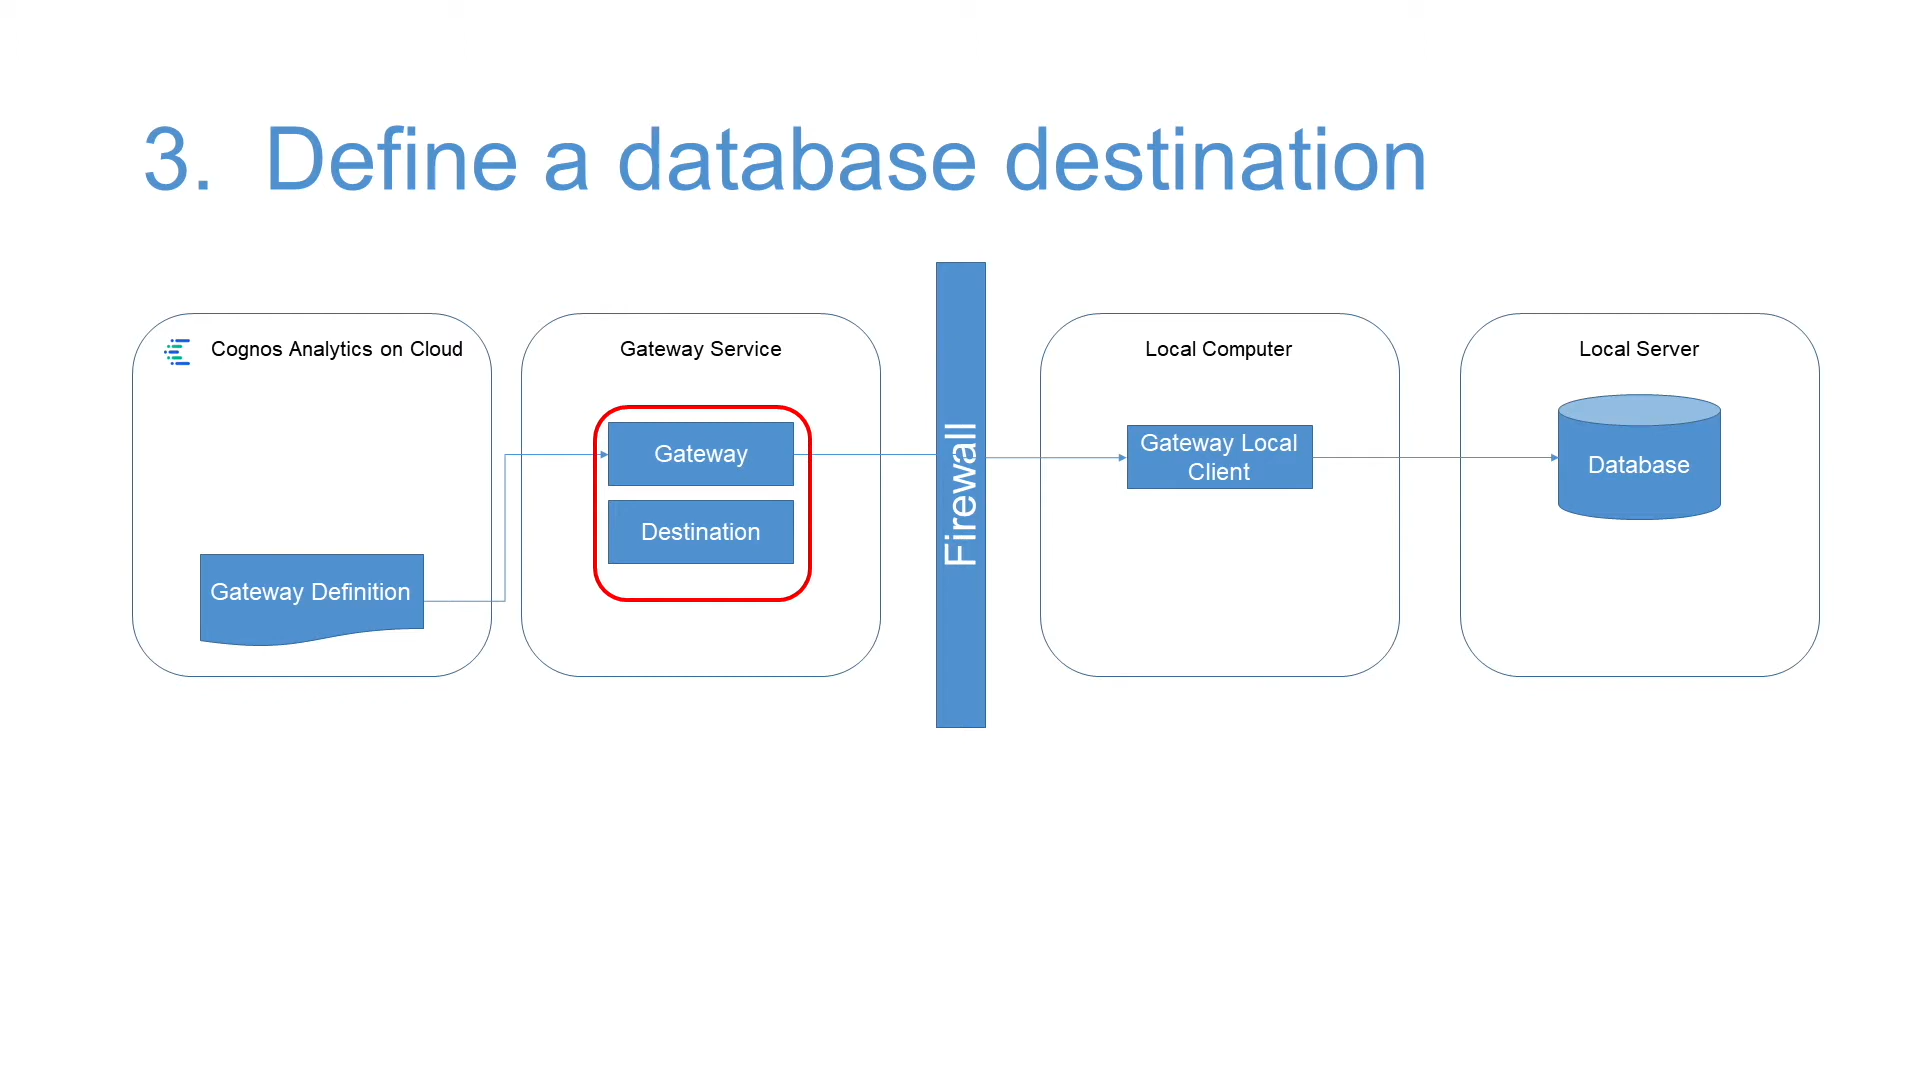 3. Define a database destination
Cognos Analytics on Cloud
Gateway Definition
Gateway Service
Gateway
Destination
Firewall
Local Computer
Gateway Local
Client
Local Server
Database